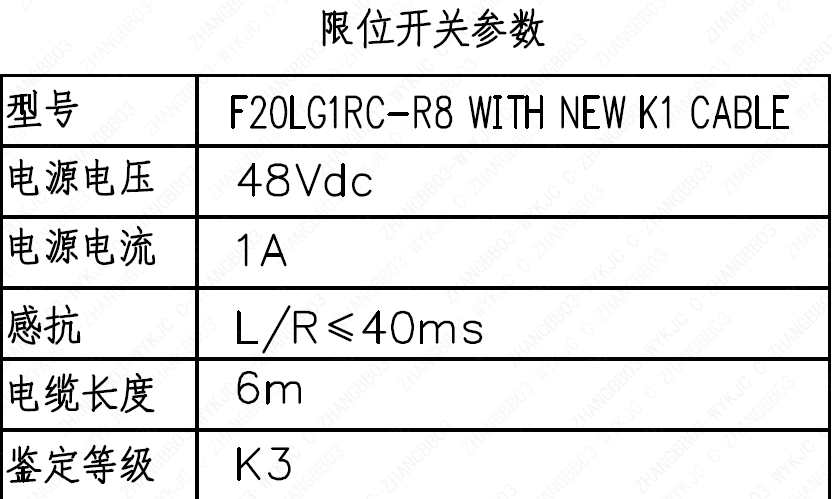 限位开关参数
型号 F20LG1RC-R8 WITH NEW K1 CABLE
电源电压 48Vdc
电源电流 1A
感抗 L/R≤40ms
电缆长度 6m
鉴定等级 K3